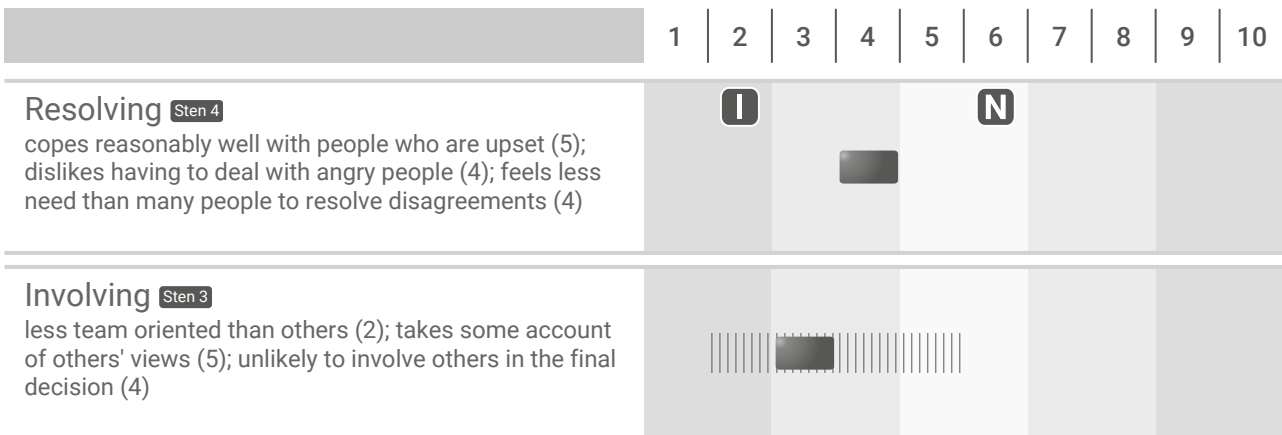 1 2 3 4 5 6 7 8 9 10
Resolving Sten 4
I N
copes reasonably well with people who are upset (5);
dislikes having to deal with angry people (4); feels less
need than many people to resolve disagreements (4)
Involving Sten 3
less team oriented than others (2); takes some account
of others' views (5); unlikely to involve others in the final
decision (4)